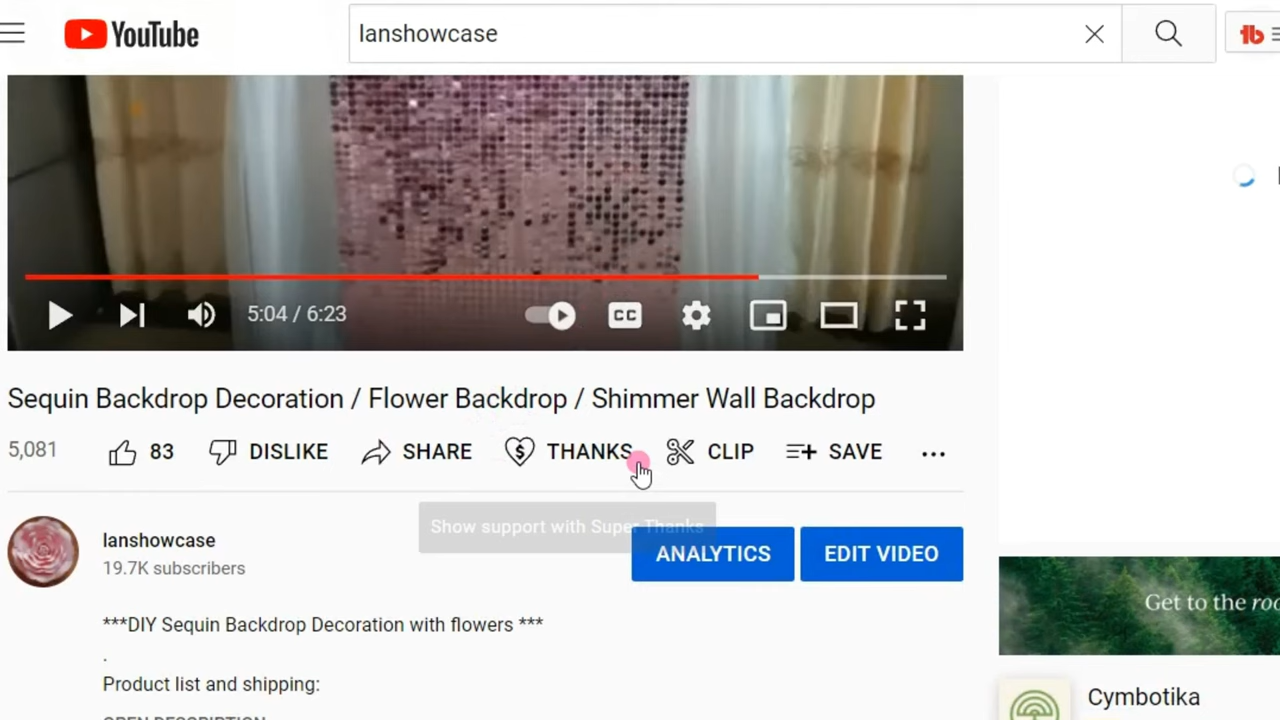 YouTube
lanshowcase
5:04 / 6:23
CC
Sequin Backdrop Decoration / Flower Backdrop / Shimmer Wall Backdrop
5,081 83 DISLIKE SHARE THANKS CLIP SAVE ...
Show support with Super Thanks
lanshowcase
19.7K subscribers
ANALYTICS EDIT VIDEO
***DIY Sequin Backdrop Decoration with flowers ***
.
Product list and shipping:
Get to the
Cymbotika